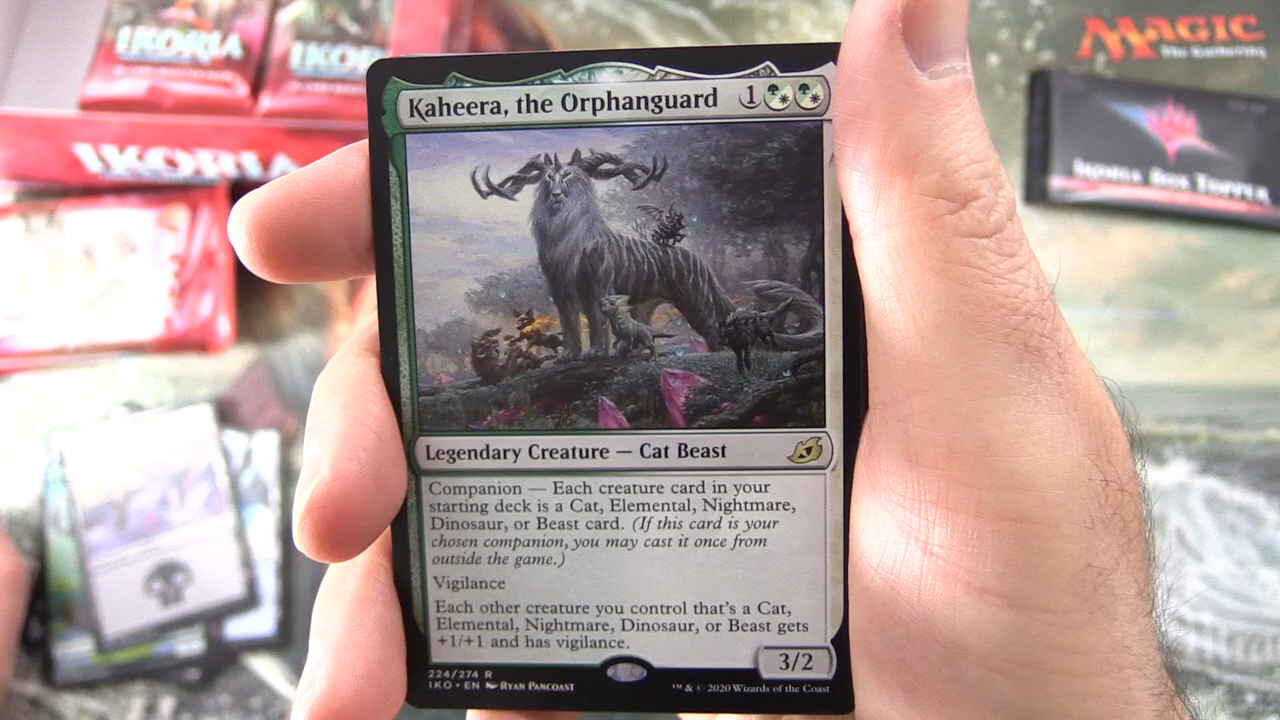 IKORIA
IKORIA
IKORIA
MAGIC
The Gathering
IKORIA BOX TOPPER
Kaheera, the Orphanguard 1
Legendary Creature — Cat Beast
Companion — Each creature card in your
starting deck is a Cat, Elemental, Nightmare,
Dinosaur, or Beast card. (If this card is your
chosen companion, you may cast it once from
outside the game.)
Vigilance
Each other creature you control that's a Cat,
Elemental, Nightmare, Dinosaur, or Beast gets
+1/+1 and has vigilance.
3/2
224/274 R
IKO • EN Ryan Pancoast
™ & © 2020 Wizards of the Coast